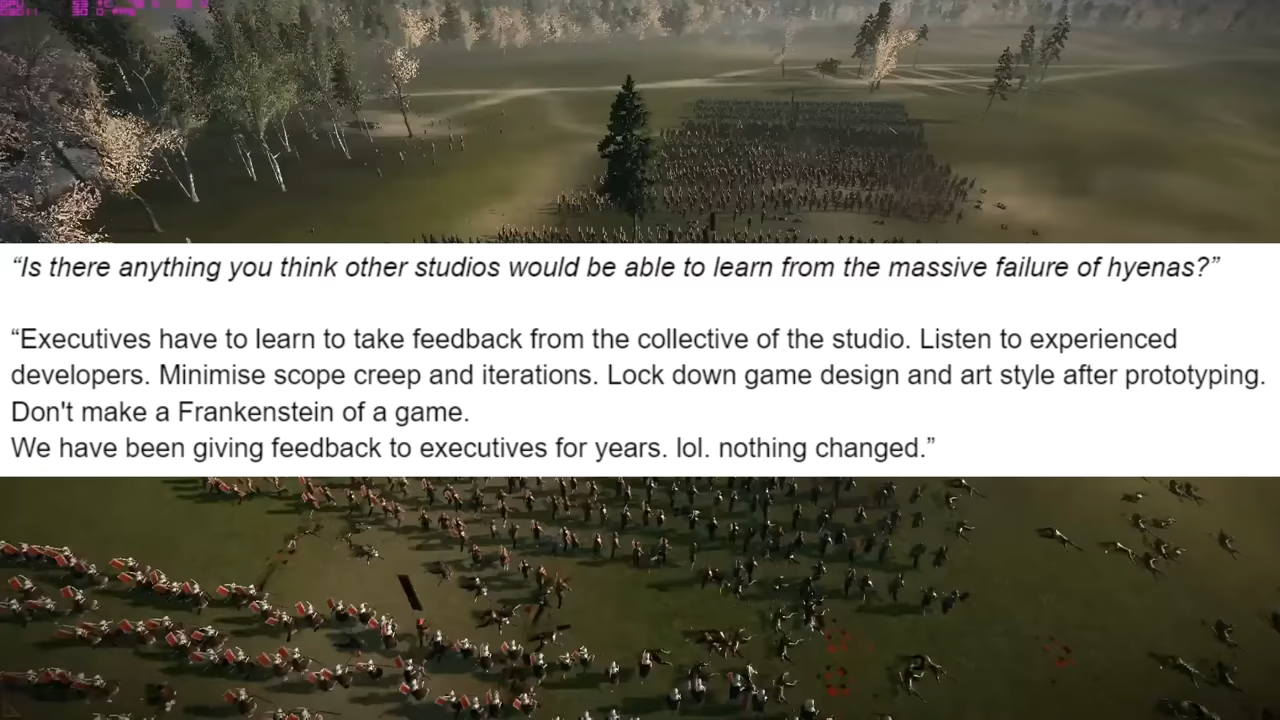 “Is there anything you think other studios would be able to learn from the massive failure of hyenas?”
“Executives have to learn to take feedback from the collective of the studio. Listen to experienced
developers. Minimise scope creep and iterations. Lock down game design and art style after prototyping.
Don't make a Frankenstein of a game.
We have been giving feedback to executives for years. lol. nothing changed.”